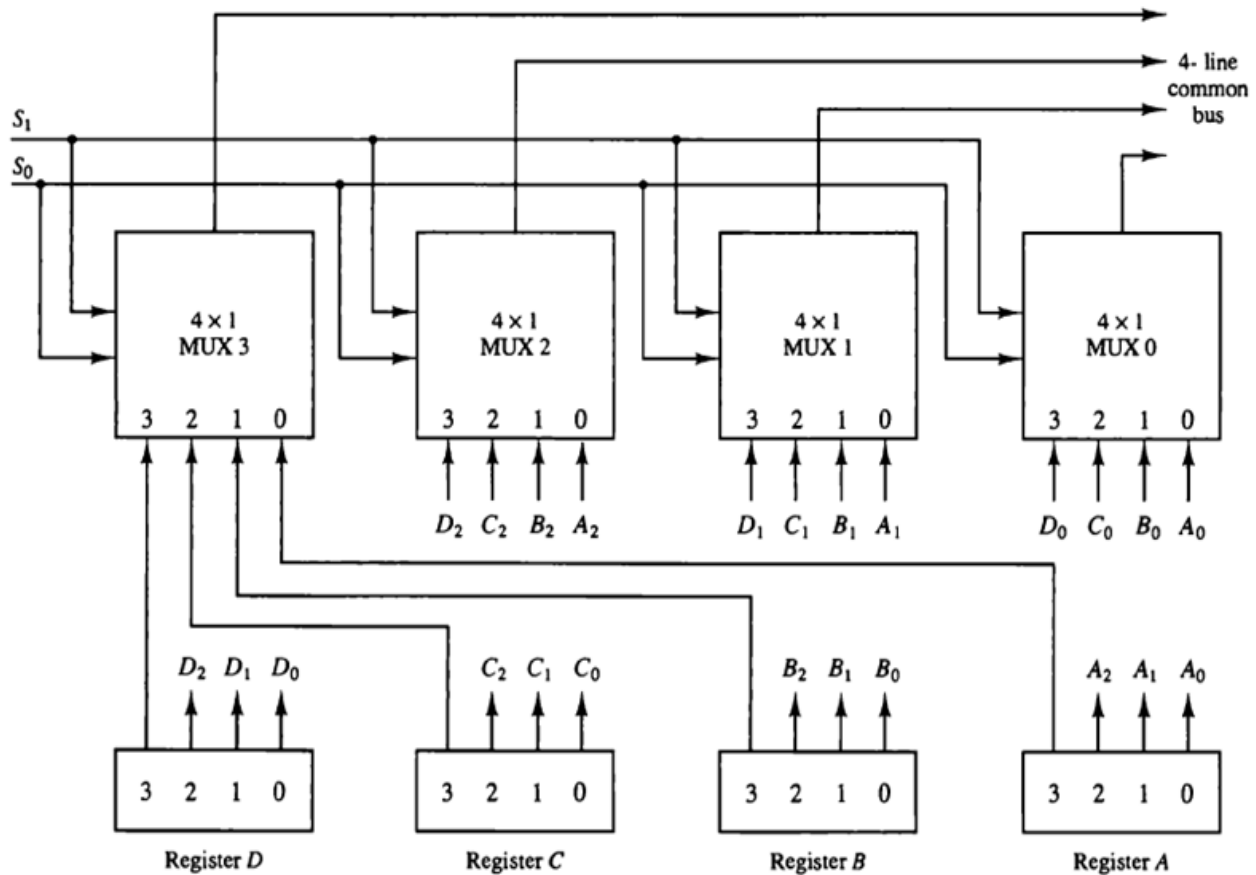 4- line
common
bus
S₁
S₀
4 × 1
MUX 3
4 × 1
MUX 2
4 × 1
MUX 1
4 × 1
MUX 0
3 2 1 0
3 2 1 0
3 2 1 0
3 2 1 0
D₂ C₂ B₂ A₂
D₁ C₁ B₁ A₁
D₀ C₀ B₀ A₀
D₂ D₁ D₀
C₂ C₁ C₀
B₂ B₁ B₀
A₂ A₁ A₀
3 2 1 0
3 2 1 0
3 2 1 0
3 2 1 0
Register D
Register C
Register B
Register A